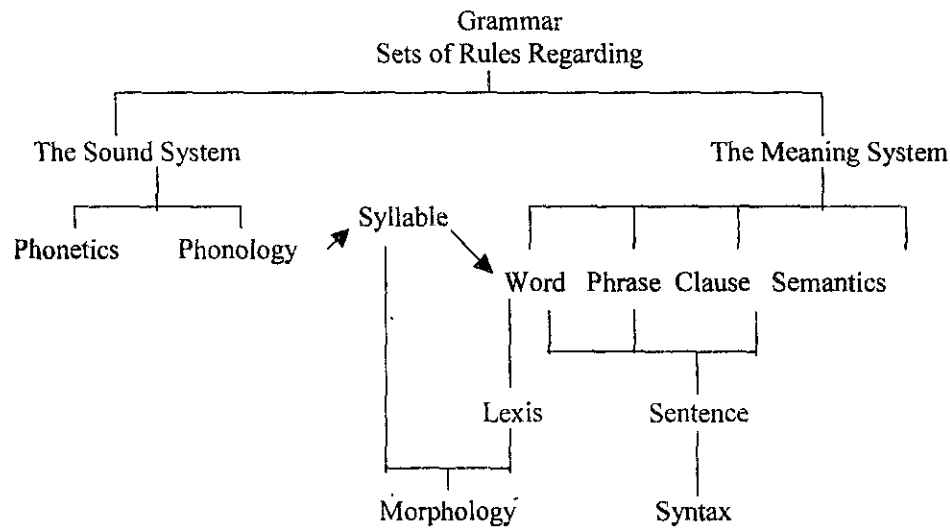 Grammar
Sets of Rules Regarding
The Sound System The Meaning System
Syllable
Phonetics Phonology
Word Phrase Clause Semantics
Lexis Sentence
Morphology Syntax